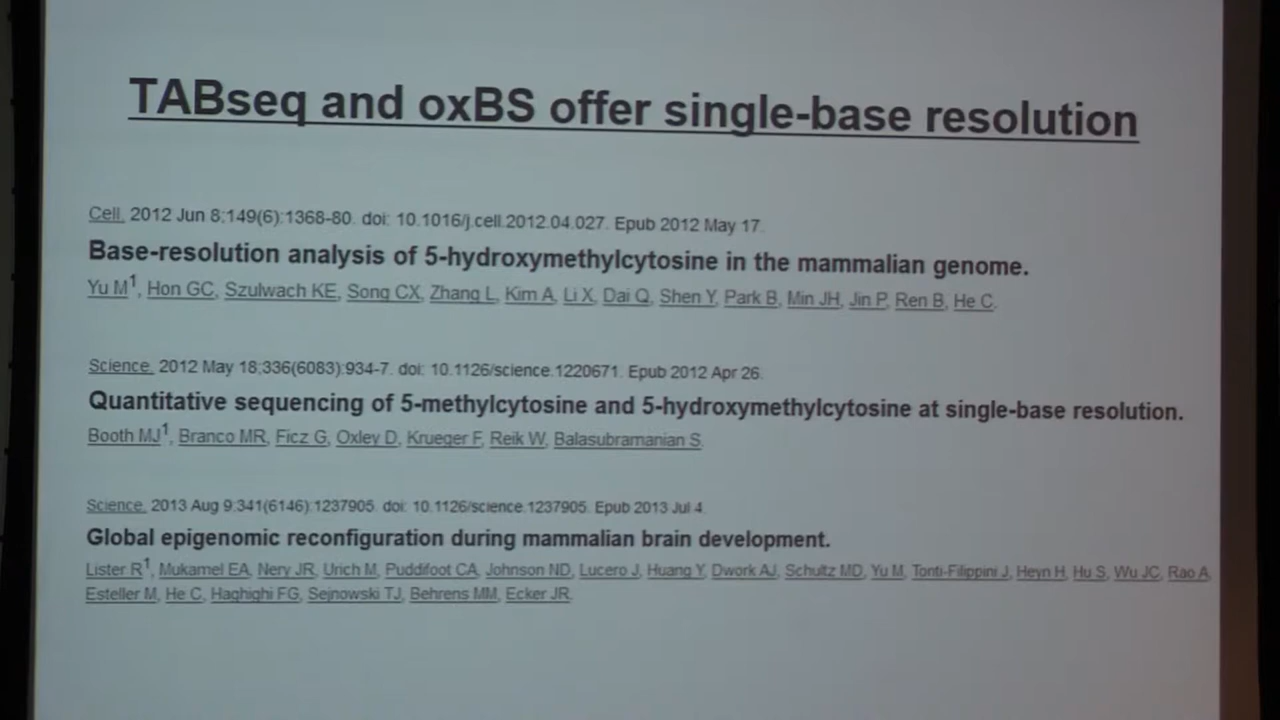 TABseq and oxBS offer single-base resolution
Cell. 2012 Jun 8;149(6):1368-80. doi: 10.1016/j.cell.2012.04.027. Epub 2012 May 17.
Base-resolution analysis of 5-hydroxymethylcytosine in the mammalian genome.
Yu M1, Hon GC, Szulwach KE, Song CX, Zhang L, Kim A, Li X, Dai Q, Shen Y, Park B, Min JH, Jin P, Ren B, He C.
Science. 2012 May 18;336(6083):934-7. doi: 10.1126/science.1220671. Epub 2012 Apr 26.
Quantitative sequencing of 5-methylcytosine and 5-hydroxymethylcytosine at single-base resolution.
Booth MJ1, Branco MR, Ficz G, Oxley D, Krueger F, Reik W, Balasubramanian S.
Science. 2013 Aug 9;341(6146):1237905. doi: 10.1126/science.1237905. Epub 2013 Jul 4.
Global epigenomic reconfiguration during mammalian brain development.
Lister R1, Mukamel EA, Nery JR, Urich M, Puddifoot CA, Johnson ND, Lucero J, Huang Y, Dwork AJ, Schultz MD, Yu M, Tonti-Filippini J, Heyn H, Hu S, Wu JC, Rao A,
Esteller M, He C, Haghighi FG, Sejnowski TJ, Behrens MM, Ecker JR.